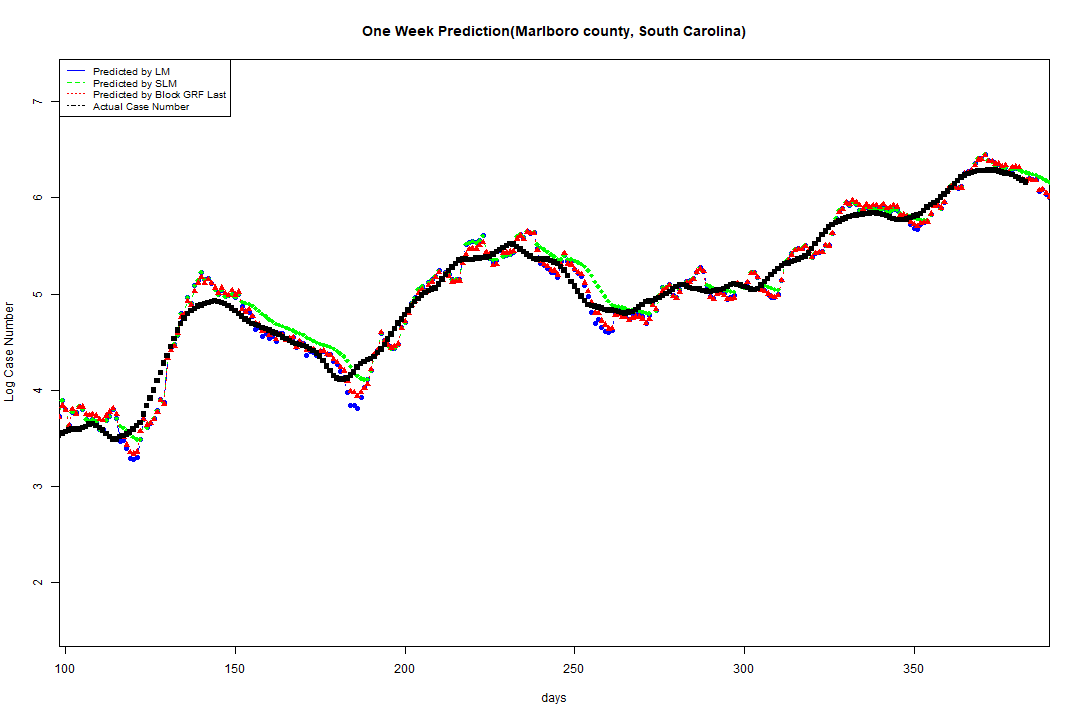 One Week Prediction(Marlboro county, South Carolina)
Predicted by LM
Predicted by SLM
Predicted by Block GRF Last
Actual Case Number
7
6
5
4
3
2
Log Case Number
100 150 200 250 300 350
days